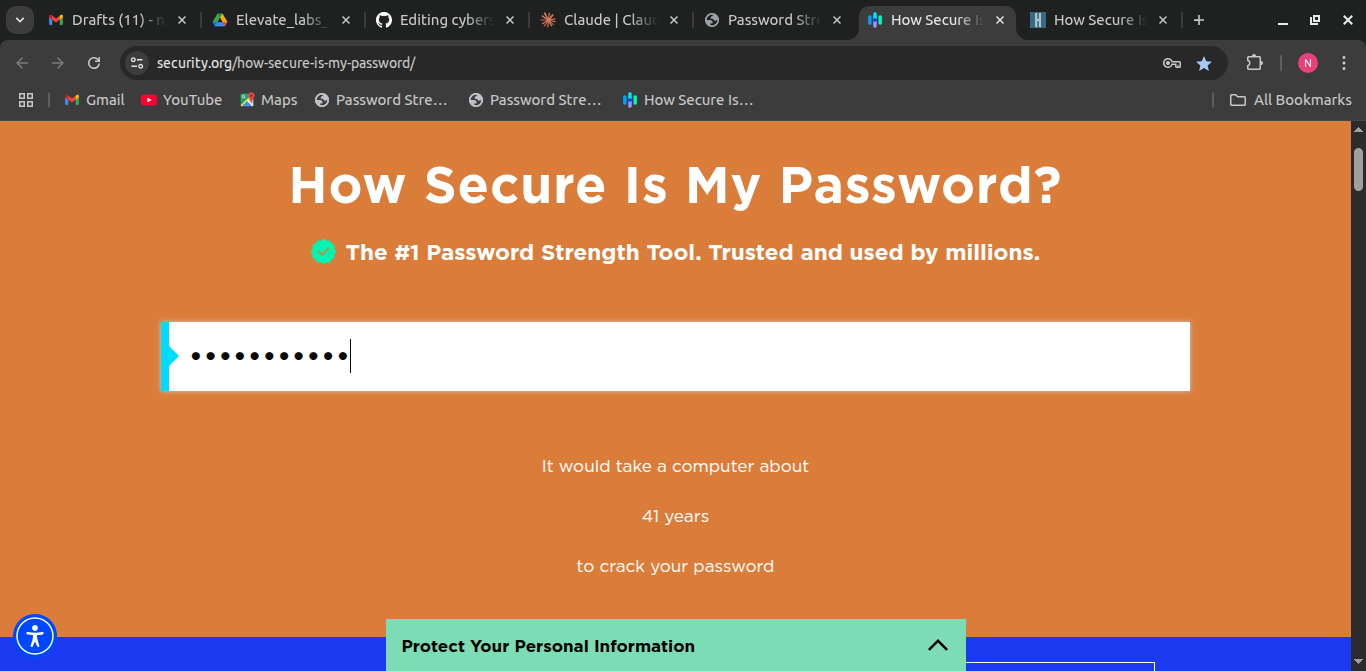 Drafts (11) - n
Elevate_labs_
Editing cybers
Claude | Clauc
Password Str
How Secure Is
How Secure Is
security.org/how-secure-is-my-password/
N
Gmail
YouTube
Maps
Password Stre...
Password Stre...
How Secure Is...
All Bookmarks
How Secure Is My Password?
The #1 Password Strength Tool. Trusted and used by millions.
It would take a computer about
41 years
to crack your password
Protect Your Personal Information